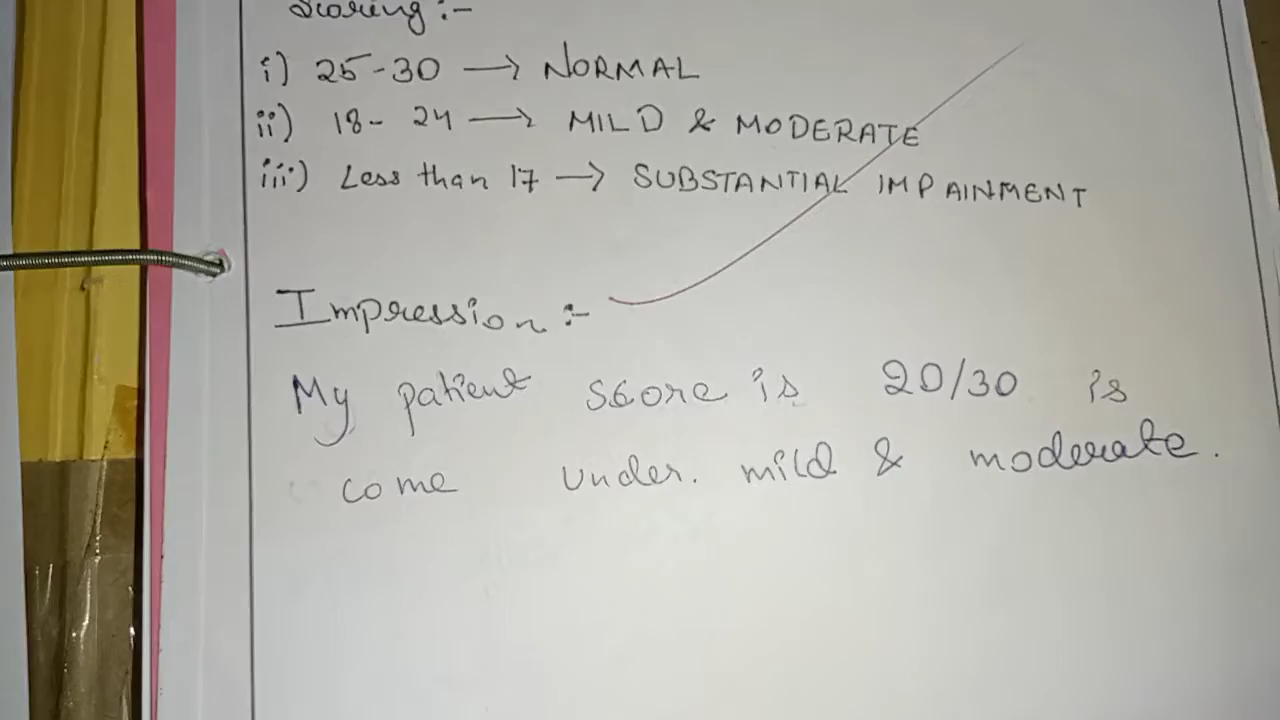 Scoring :-
i) 25-30 → NORMAL
ii) 18- 24 → MILD & MODERATE
iii) Less than 17 → SUBSTANTIAL IMPAINMENT
Impression :-
My patient score is 20/30 is
come under. mild & moderate.